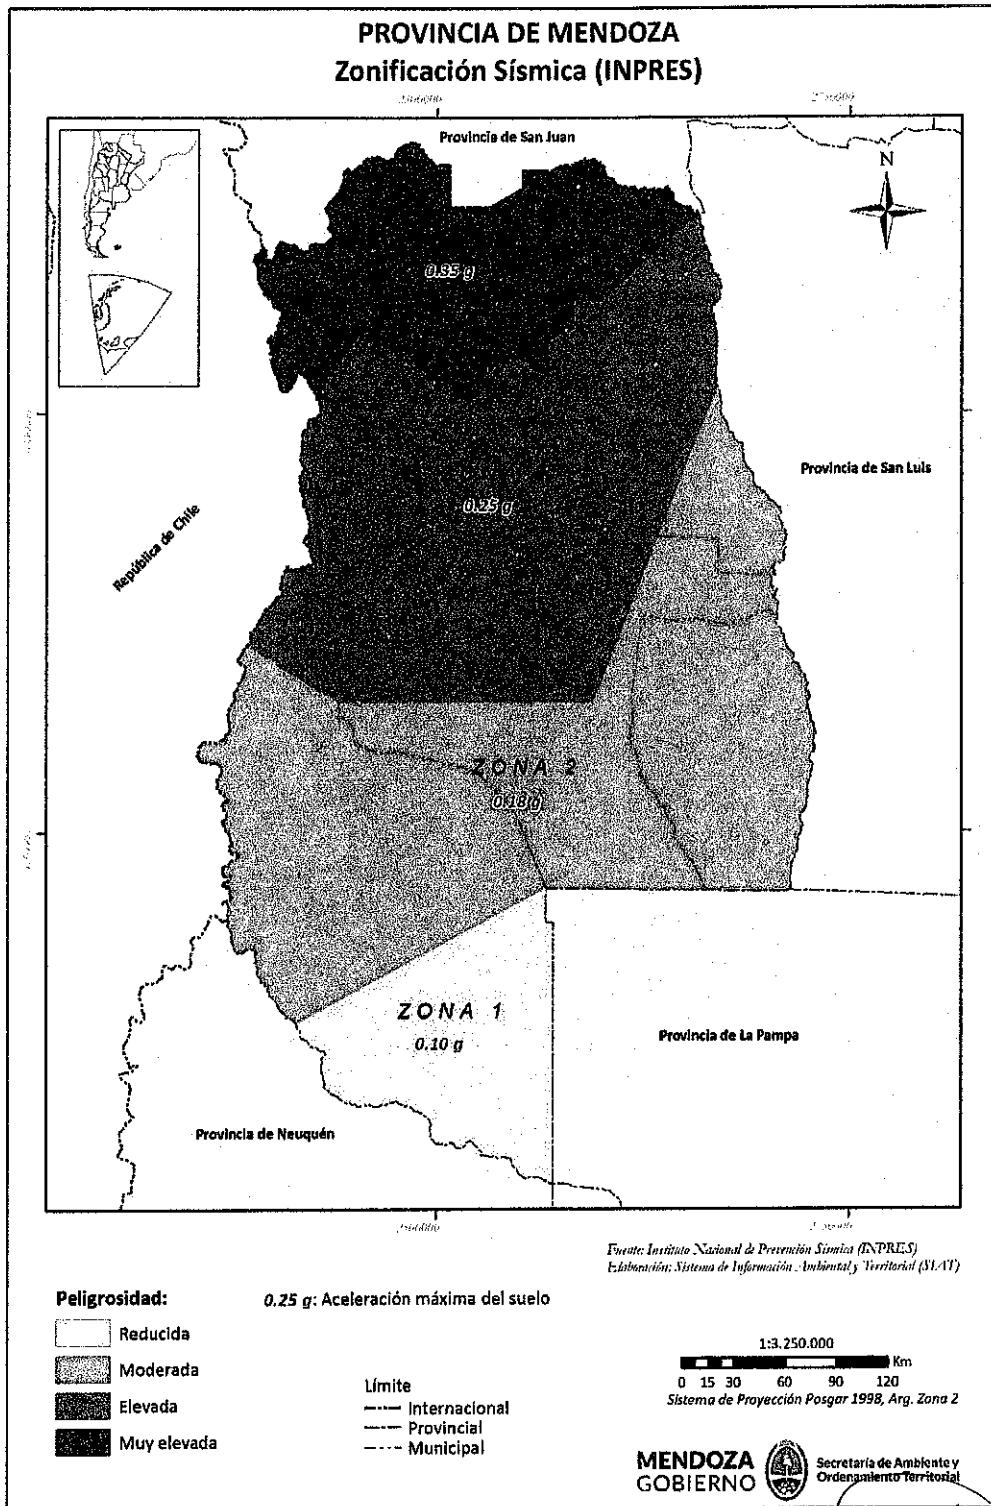 PROVINCIA DE MENDOZA
Zonificación Sísmica (INPRES)
Provincia de San Juan
N
0.35 g
Provincia de San Luis
0.25 g
República de Chile
ZONA 2
0.18 g
ZONA 1
0.10 g
Provincia de La Pampa
Provincia de Neuquén
Fuente: Instituto Nacional de Prevención Sísmica (INPRES)
Elaboración: Sistema de Información Ambiental y Territorial (SIAT)
Peligrosidad:
0.25 g: Aceleración máxima del suelo
Reducida
Moderada
Elevada
Muy elevada
Límite
Internacional
Provincial
Municipal
1:3.250.000
Km
0 15 30 60 90 120
Sistema de Proyección Posgar 1998, Arg. Zona 2
MENDOZA
GOBIERNO
Secretaría de Ambiente y
Ordenamiento Territorial